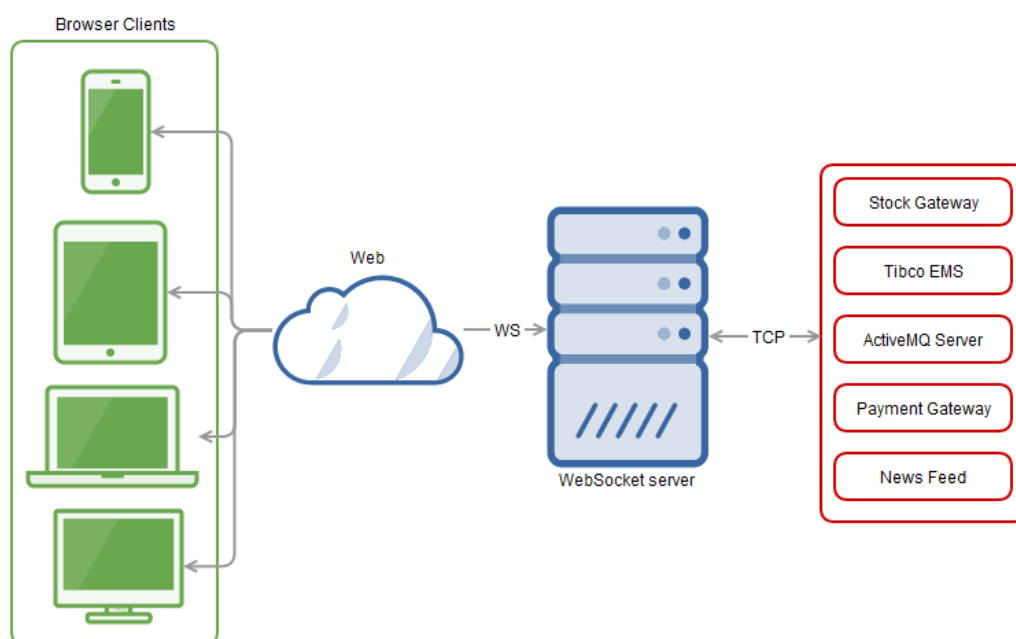 Browser Clients
Web
WS
WebSocket server
TCP
Stock Gateway
Tibco EMS
ActiveMQ Server
Payment Gateway
News Feed